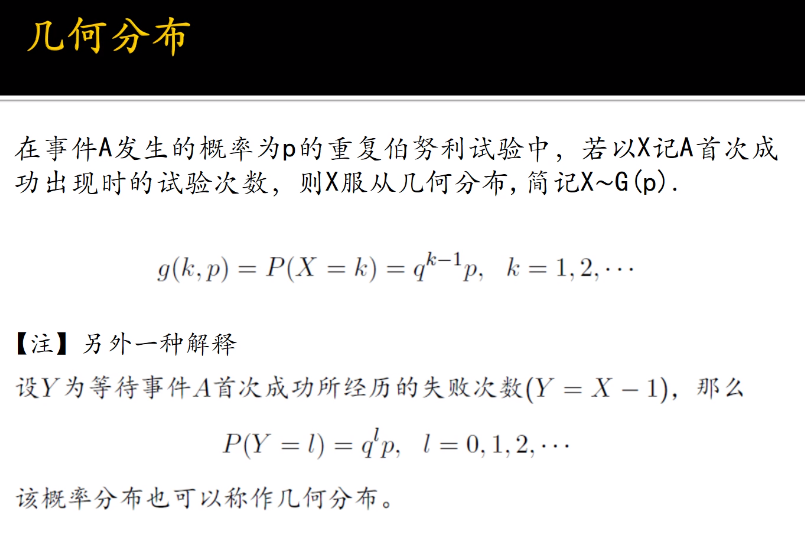 几何分布
在事件A发生的概率为p的重复伯努利试验中，若以X记A首次成
功出现时的试验次数，则X服从几何分布,简记X~G(p).
g(k, p) = P(X = k) = q^{k−1}p,   k = 1, 2, ⋯
【注】另外一种解释
设Y为等待事件A首次成功所经历的失败次数(Y = X − 1)，那么
P(Y = l) = q^l p,   l = 0, 1, 2, ⋯
该概率分布也可以称作几何分布。